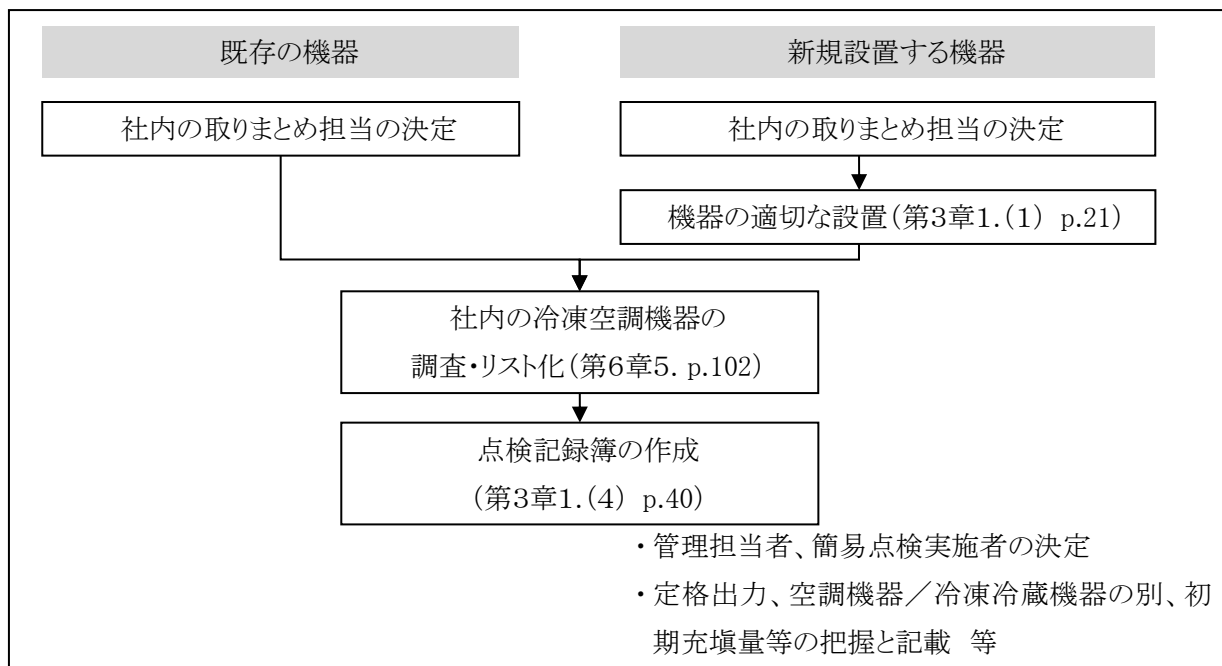 既存の機器
新規設置する機器
社内の取りまとめ担当の決定
社内の取りまとめ担当の決定
機器の適切な設置(第3章1.(1) p.21)
社内の冷凍空調機器の
調査・リスト化(第6章5. p.102)
点検記録簿の作成
(第3章1.(4) p.40)
・管理担当者、簡易点検実施者の決定
・定格出力、空調機器／冷凍冷蔵機器の別、初
期充塡量等の把握と記載 等